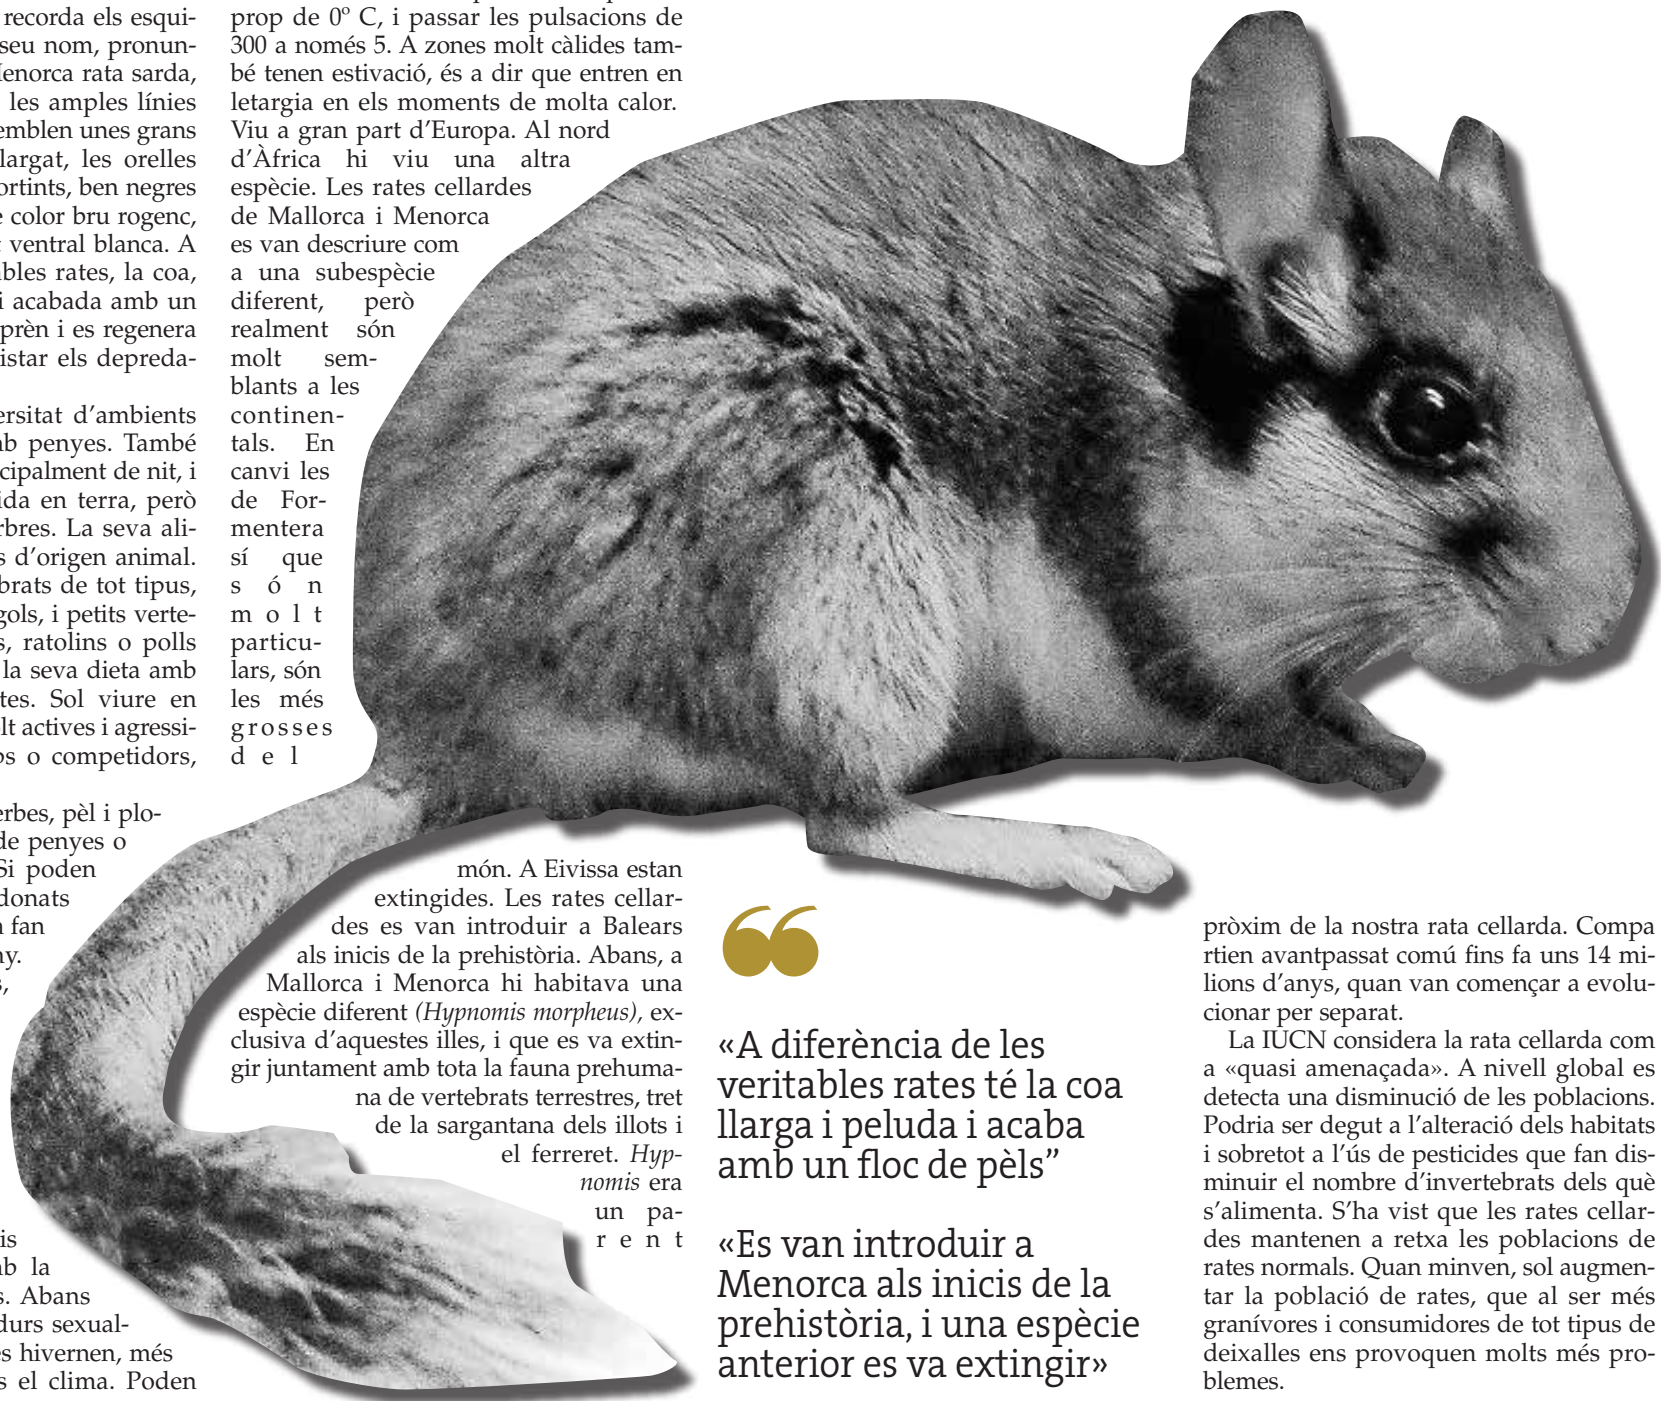 recorda els esqui-
seu nom, pronun-
Menorca rata sarda,
les amples línies
semblen unes grans
llargat, les orelles
ortints, ben negres
e color bru rogenc,
t ventral blanca. A
ables rates, la coa,
i acabada amb un
prèn i es regenera
istar els depreda-
ersitat d'ambients
mb penyes. També
cipalment de nit, i
ida en terra, però
rbres. La seva ali-
s d'origen animal.
brats de tot tipus,
gols, i petits verte-
s, ratolins o polls
la seva dieta amb
tes. Sol viure en
lt actives i agressi-
os o competidors,
erbes, pèl i plo-
de penyes o
Si poden
donats
n fan
ny.
s,
is
mb la
s. Abans
durs sexual-
es hivernen, més
s el clima. Poden
prop de 0º C, i passar les pulsacions de
300 a només 5. A zones molt càlides tam-
bé tenen estivació, és a dir que entren en
letargia en els moments de molta calor.
Viu a gran part d'Europa. Al nord
d'Àfrica hi viu una altra
espècie. Les rates cellardes
de Mallorca i Menorca
es van descriure com
a una subespècie
diferent, però
realment són
molt sem-
blants a les
continen-
tals. En
canvi les
de For-
mentera
sí que
són
molt
particu-
lars, són
les més
grosses
del
món. A Eivissa estan
extingides. Les rates cellar-
des es van introduir a Balears
als inicis de la prehistòria. Abans, a
Mallorca i Menorca hi habitava una
espècie diferent (Hypnomis morpheus), ex-
clusiva d'aquestes illes, i que es va extin-
gir juntament amb tota la fauna prehuma-
na de vertebrats terrestres, tret
de la sargantana dels illots i
el ferreret. Hyp-
nomis era
un pa-
rent
«A diferència de les
veritables rates té la coa
llarga i peluda i acaba
amb un floc de pèls”
«Es van introduir a
Menorca als inicis de la
prehistòria, i una espècie
anterior es va extingir»
pròxim de la nostra rata cellarda. Compa
rtien avantpassat comú fins fa uns 14 mi-
lions d'anys, quan van començar a evolu-
cionar per separat.
La IUCN considera la rata cellarda com
a «quasi amenaçada». A nivell global es
detecta una disminució de les poblacions.
Podria ser degut a l'alteració dels habitats
i sobretot a l'ús de pesticides que fan dis-
minuir el nombre d'invertebrats dels què
s'alimenta. S'ha vist que les rates cellar-
des mantenen a retxa les poblacions de
rates normals. Quan minven, sol augmen-
tar la població de rates, que al ser més
granívores i consumidores de tot tipus de
deixalles ens provoquen molts més pro-
blemes.